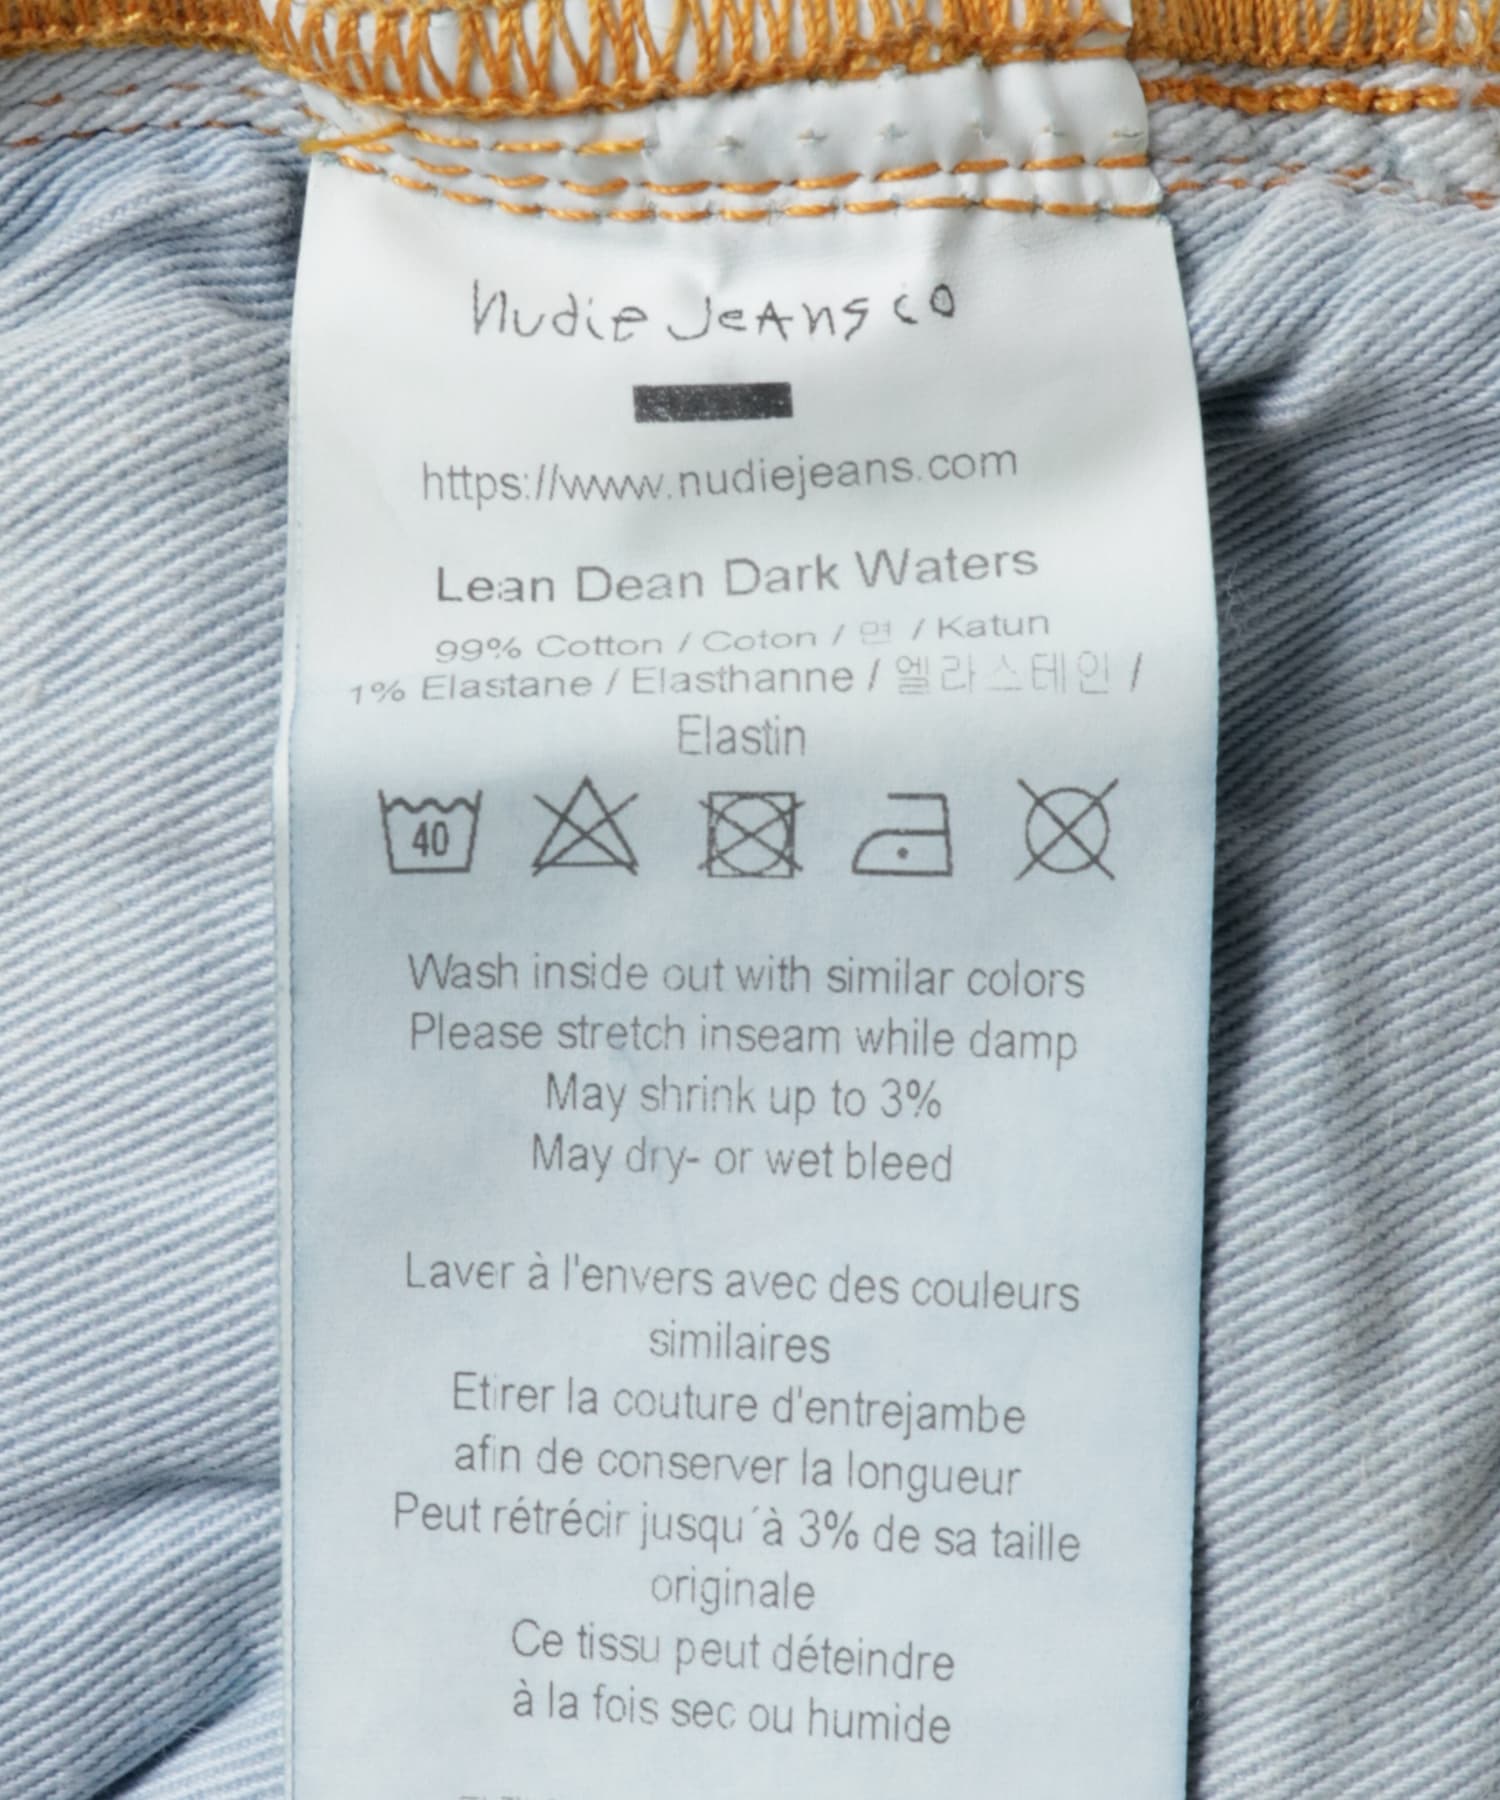 Nudie Jeans co
https://www.nudiejeans.com
Lean Dean Dark Waters
99% Cotton / Coton / 면 / Katun
1% Elastane / Elasthanne / 엘라스테인 /
Elastin
40
Wash inside out with similar colors
Please stretch inseam while damp
May shrink up to 3%
May dry- or wet bleed
Laver à l'envers avec des couleurs
similaires
Etirer la couture d'entrejambe
afin de conserver la longueur
Peut rétrécir jusqu´à 3% de sa taille
originale
Ce tissu peut déteindre
à la fois sec ou humide